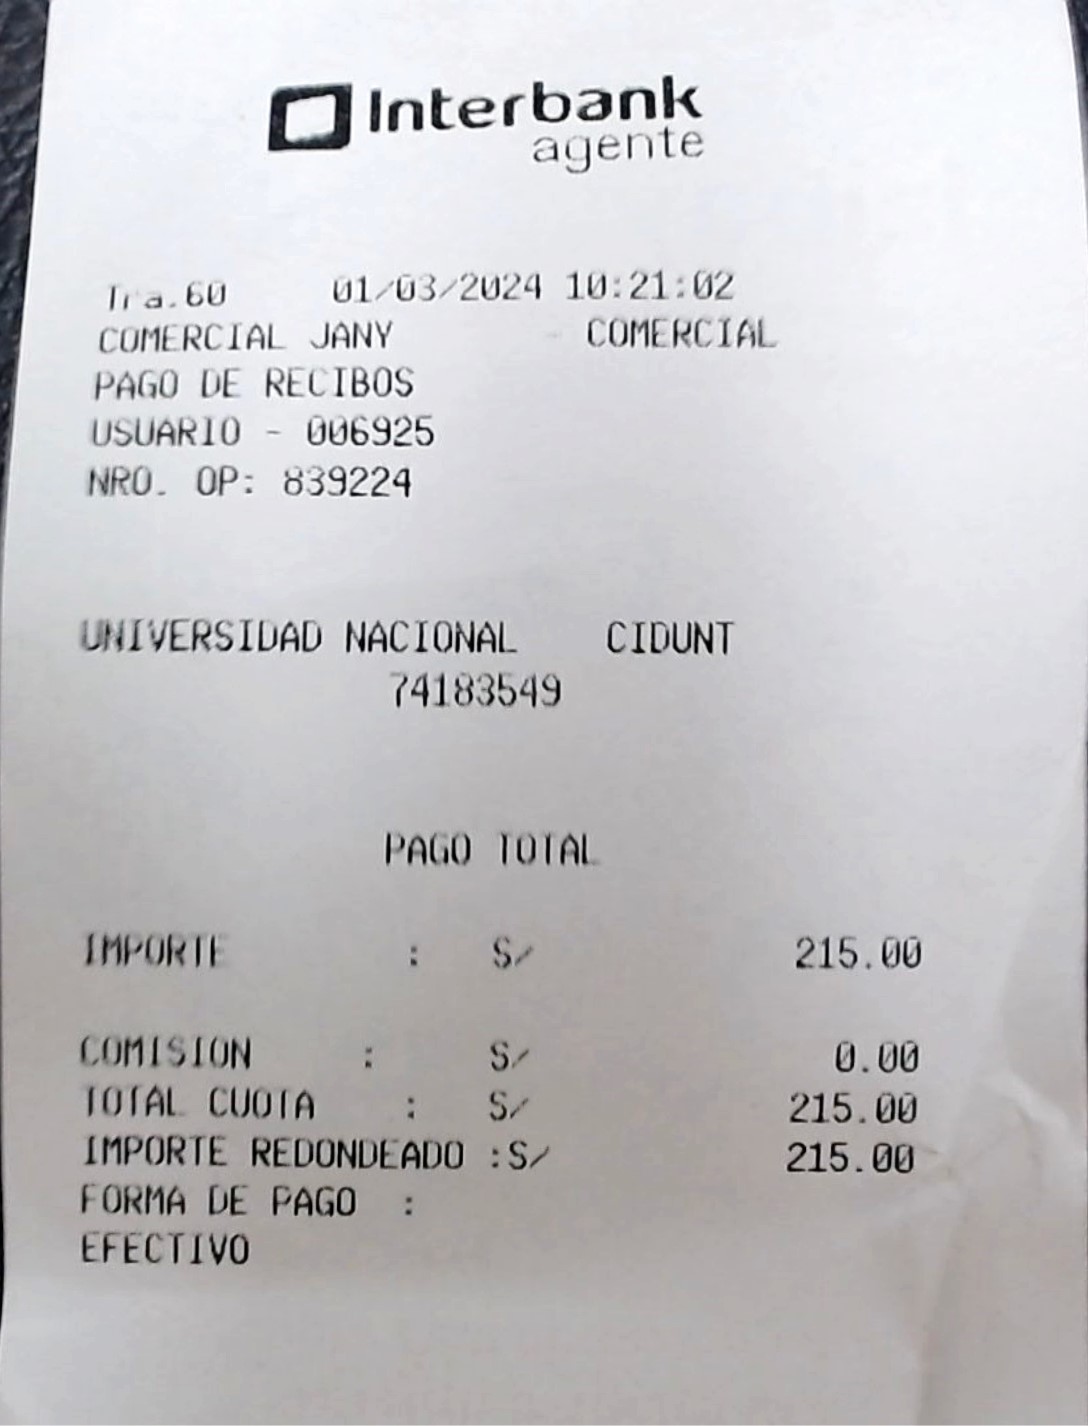 Interbank
agente
Tra.60 01/03/2024 10:21:02
COMERCIAL JANY - COMERCIAL
PAGO DE RECIBOS
USUARIO - 006925
NRO. OP: 839224
UNIVERSIDAD NACIONAL CIDUNT
74183549
PAGO TOTAL
IMPORTE : S/ 215.00
COMISION : S/ 0.00
TOTAL CUOTA : S/ 215.00
IMPORTE REDONDEADO :S/ 215.00
FORMA DE PAGO :
EFECTIVO